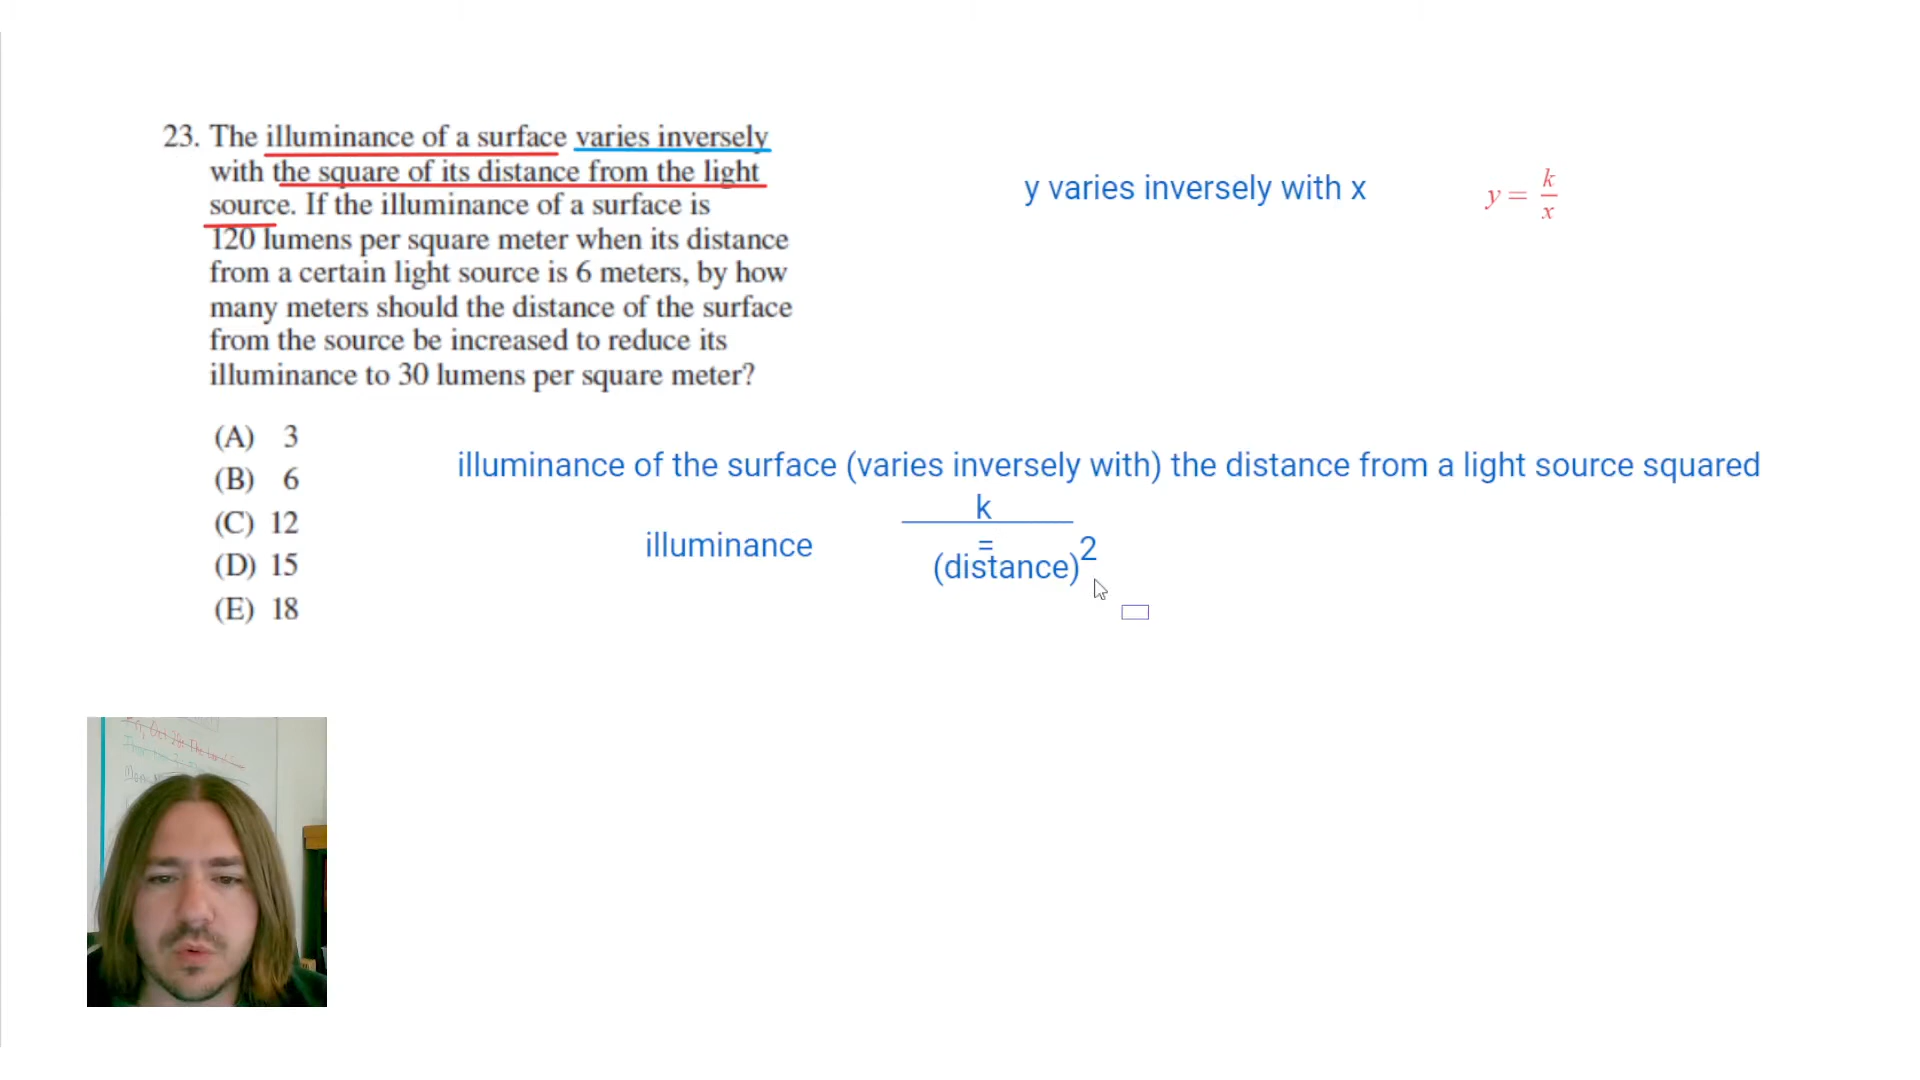 23. The illuminance of a surface varies inversely
with the square of its distance from the light
source. If the illuminance of a surface is
120 lumens per square meter when its distance
from a certain light source is 6 meters, by how
many meters should the distance of the surface
from the source be increased to reduce its
illuminance to 30 lumens per square meter?
(A) 3
(B) 6
(C) 12
(D) 15
(E) 18
y varies inversely with x
y = k/x
illuminance of the surface (varies inversely with) the distance from a light source squared
k
illuminance =
(distance)2